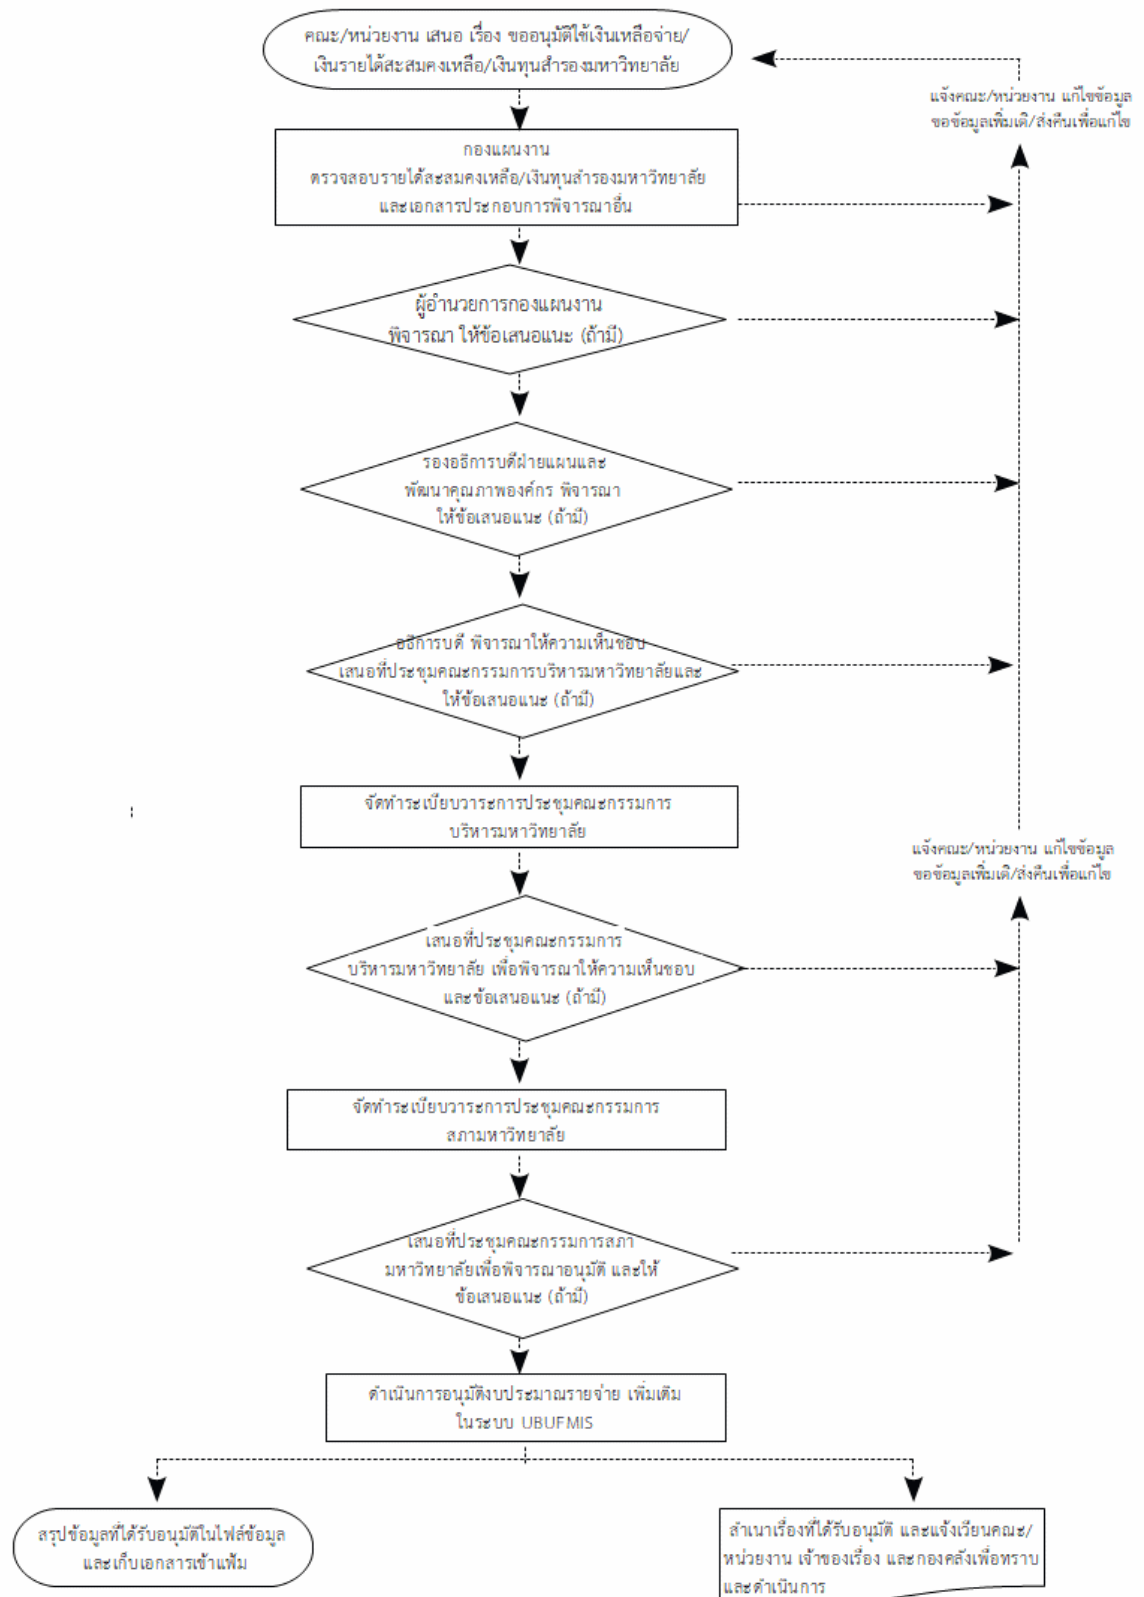 คณะ/หน่วยงาน เสนอ เรื่อง ขออนุมัติใช้เงินเหลือจ่าย/
เงินรายได้สะสมคงเหลือ/เงินทุนสำรองมหาวิทยาลัย
แจ้งคณะ/หน่วยงาน แก้ไขข้อมูล
ขอข้อมูลเพิ่มเติ/ส่งคืนเพื่อแก้ไข
กองแผนงาน
ตรวจสอบรายได้สะสมคงเหลือ/เงินทุนสำรองมหาวิทยาลัย
และเอกสารประกอบการพิจารณาอื่น
ผู้อำนวยการกองแผนงาน
พิจารณา ให้ข้อเสนอแนะ (ถ้ามี)
รองอธิการบดีฝ่ายแผนและ
พัฒนาคุณภาพองค์กร พิจารณา
ให้ข้อเสนอแนะ (ถ้ามี)
อธิการบดี พิจารณาให้ความเห็นชอบ
เสนอที่ประชุมคณะกรรมการบริหารมหาวิทยาลัยและ
ให้ข้อเสนอแนะ (ถ้ามี)
จัดทำระเบียบวาระการประชุมคณะกรรมการ
บริหารมหาวิทยาลัย
แจ้งคณะ/หน่วยงาน แก้ไขข้อมูล
ขอข้อมูลเพิ่มเติ/ส่งคืนเพื่อแก้ไข
เสนอที่ประชุมคณะกรรมการ
บริหารมหาวิทยาลัย เพื่อพิจารณาให้ความเห็นชอบ
และข้อเสนอแนะ (ถ้ามี)
จัดทำระเบียบวาระการประชุมคณะกรรมการ
สภามหาวิทยาลัย
เสนอที่ประชุมคณะกรรมการสภา
มหาวิทยาลัยเพื่อพิจารณาอนุมัติ และให้
ข้อเสนอแนะ (ถ้ามี)
ดำเนินการอนุมัติงบประมาณรายจ่าย เพิ่มเติม
ในระบบ UBUFMIS
สรุปข้อมูลที่ได้รับอนุมัติในไฟล์ข้อมูล
และเก็บเอกสารเข้าแฟ้ม
สำเนาเรื่องที่ได้รับอนุมัติ และแจ้งเวียนคณะ/
หน่วยงาน เจ้าของเรื่อง และกองคลังเพื่อทราบ
และดำเนินการ